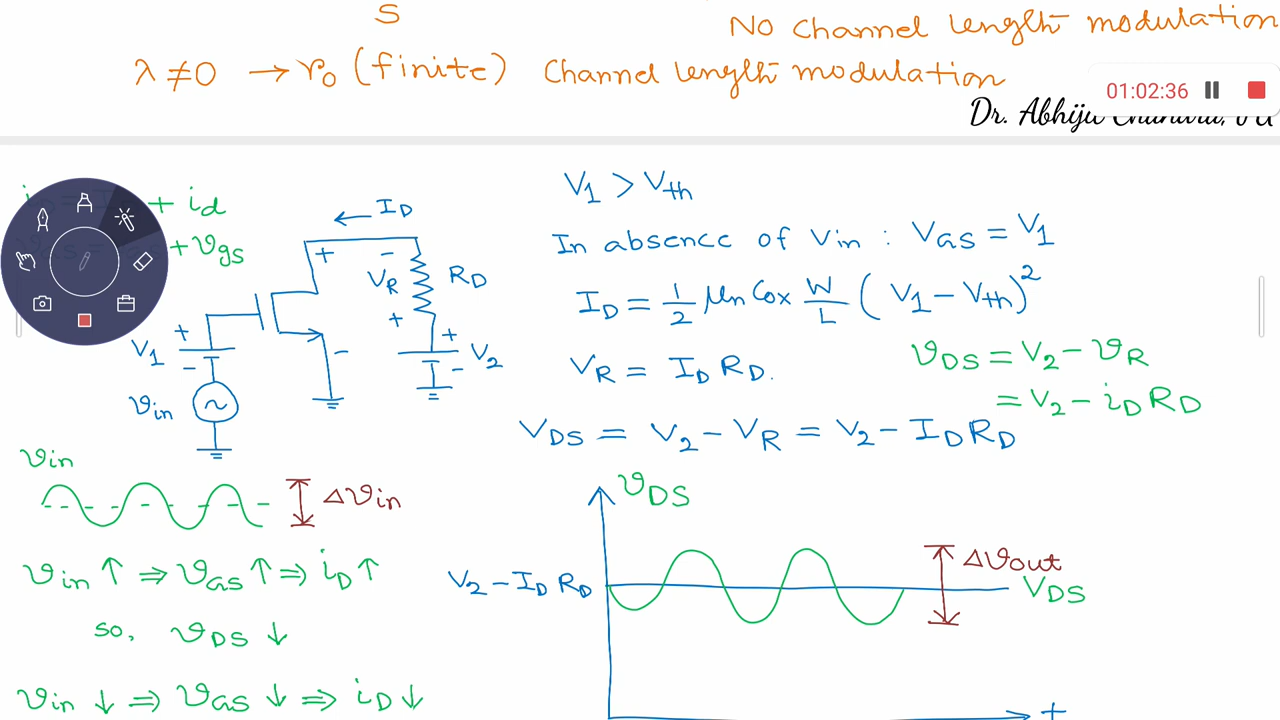 S
No channel length modulation
λ ≠ 0 → r₀ (finite) Channel length modulation
01:02:36
Dr. Abhij
+ id
+ vgs
← ID
+ -
VR
RD
+
+
V1
-
+
V2
-
-
vin
~
V1 > Vth
In absence of Vin : VGS = V1
ID = 1/2 μn Cox W/L ( V1 - Vth )²
VR = ID RD.
VDS = V2 - VR = V2 - ID RD
vDS = V2 - vR
= V2 - iD RD
vin
Δvin
vin ↑ ⇒ vGS ↑ ⇒ iD ↑
so, vDS ↓
vin ↓ ⇒ vGS ↓ ⇒ iD ↓
vDS
V2 - ID RD
Δvout
VDS
t